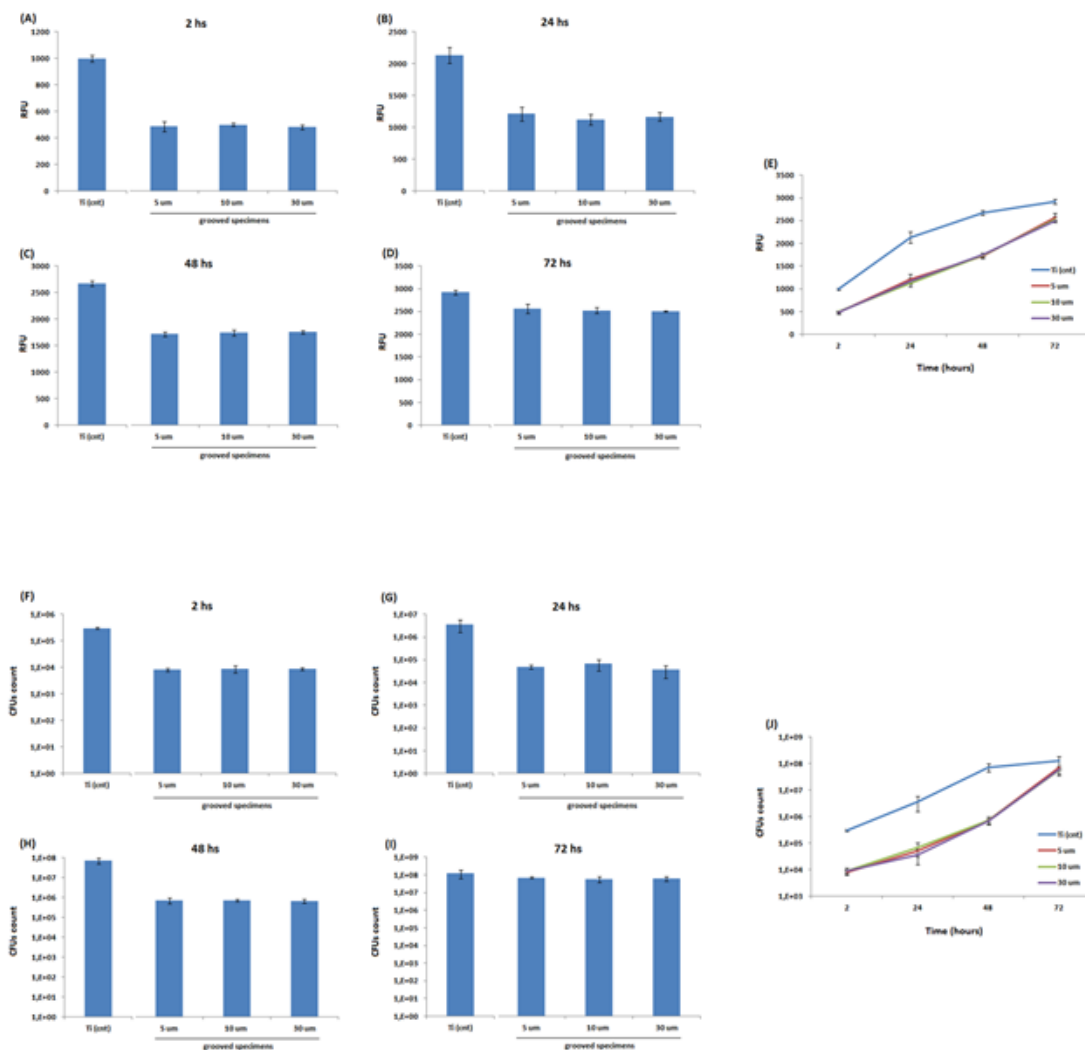 (A)
2 hs
1200
1000
800
600
400
200
0
RFU
Ti (cnt) 5 um 10 um 30 um
grooved specimens
(B)
24 hs
2500
2000
1500
1000
500
0
RFU
Ti (cnt) 5 um 10 um 30 um
grooved specimens
(C)
48 hs
3000
2500
2000
1500
1000
500
0
RFU
Ti (cnt) 5 um 10 um 30 um
grooved specimens
(D)
72 hs
3500
3000
2500
2000
1500
1000
500
0
RFU
Ti (cnt) 5 um 10 um 30 um
grooved specimens
(E)
3500
3000
2500
2000
1500
1000
500
0
RFU
Ti (cnt)
5 um
10 um
30 um
2 24 48 72
Time (hours)
(F)
2 hs
1,E+06
1,E+05
1,E+04
1,E+03
1,E+02
1,E+01
1,E+00
CFUs count
Ti (cnt) 5 um 10 um 30 um
grooved specimens
(G)
24 hs
1,E+07
1,E+06
1,E+05
1,E+04
1,E+03
1,E+02
1,E+01
1,E+00
CFUs count
Ti (cnt) 5 um 10 um 30 um
grooved specimens
(H)
48 hs
1,E+08
1,E+07
1,E+06
1,E+05
1,E+04
1,E+03
1,E+02
1,E+01
1,E+00
CFUs count
Ti (cnt) 5 um 10 um 30 um
grooved specimens
(I)
72 hs
1,E+09
1,E+08
1,E+07
1,E+06
1,E+05
1,E+04
1,E+03
1,E+02
1,E+01
1,E+00
CFUs count
Ti (cnt) 5 um 10 um 30 um
grooved specimens
(J)
1,E+09
1,E+08
1,E+07
1,E+06
1,E+05
1,E+04
1,E+03
CFUs count
Ti (cnt)
5 um
10 um
30 um
2 24 48 72
Time (hours)